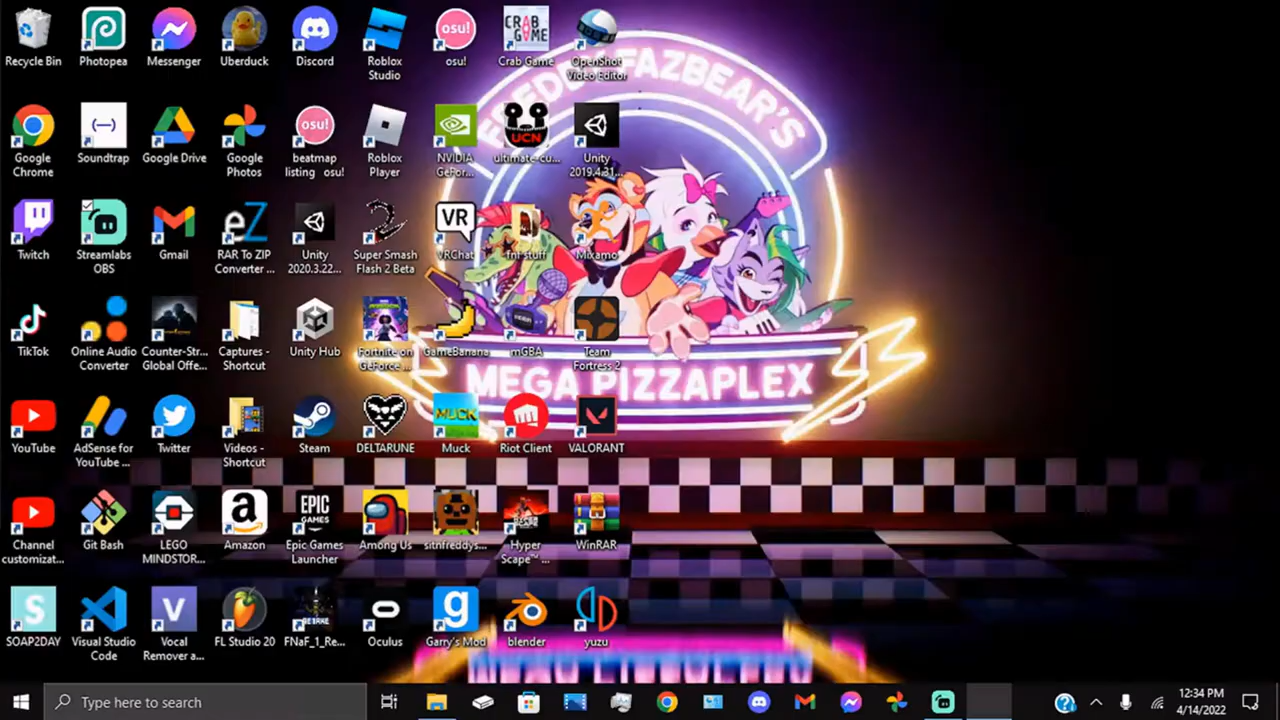 Recycle Bin
Photopea
Messenger
Uberduck
Discord
Roblox
Studio
osu!
osu!
CRAB
GAME
Crab Game
OpenShot
Video Editor
FREDDY FAZBEAR'S
MEGA PIZZAPLEX
Google
Chrome
Soundtrap
Google Drive
Google
Photos
osu!
beatmap
listing osu!
Roblox
Player
NVIDIA
GeFor...
UCN
ultimate-cu...
Unity
2019.4.31...
Twitch
Streamlabs
OBS
Gmail
eZ
RAR To ZIP
Converter ...
Unity
2020.3.22...
Super Smash
Flash 2 Beta
VR
VRChat
fnf stuff
Mixamo
TikTok
Online Audio
Converter
Counter-Str...
Global Offe...
Captures -
Shortcut
Unity Hub
Fortnite on
GeForce ...
GameBanana
mGBA
Team
Fortress 2
YouTube
AdSense for
YouTube ...
Twitter
Videos -
Shortcut
Steam
DELTARUNE
MUCK
Muck
Riot Client
VALORANT
Channel
customizat...
Git Bash
LEGO
MINDSTOR...
a
Amazon
EPIC
GAMES
Epic Games
Launcher
Among Us
sitnfreddys...
Hyper
Scape™ ...
WinRAR
S
SOAP2DAY
Visual Studio
Code
V
Vocal
Remover a...
FL Studio 20
FNaF_1_Re...
Oculus
g
Garry's Mod
blender
yuzu
Type here to search
12:34 PM
4/14/2022